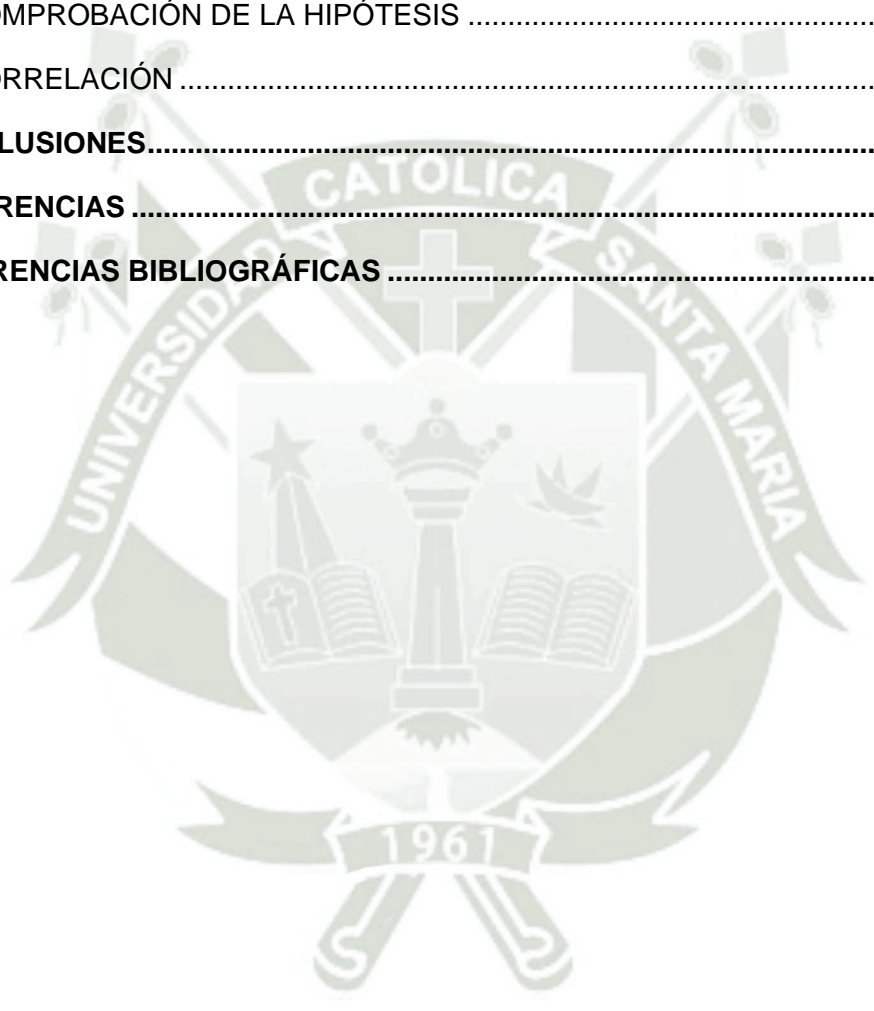 OMPROBACIÓN DE LA HIPÓTESIS ....................................................
ORRELACIÓN ........................................................................................
LUSIONES...........................................................................................
RENCIAS .............................................................................................
RENCIAS BIBLIOGRÁFICAS .............................................................
UNIVERSIDAD CATOLICA SANTA MARIA
1961